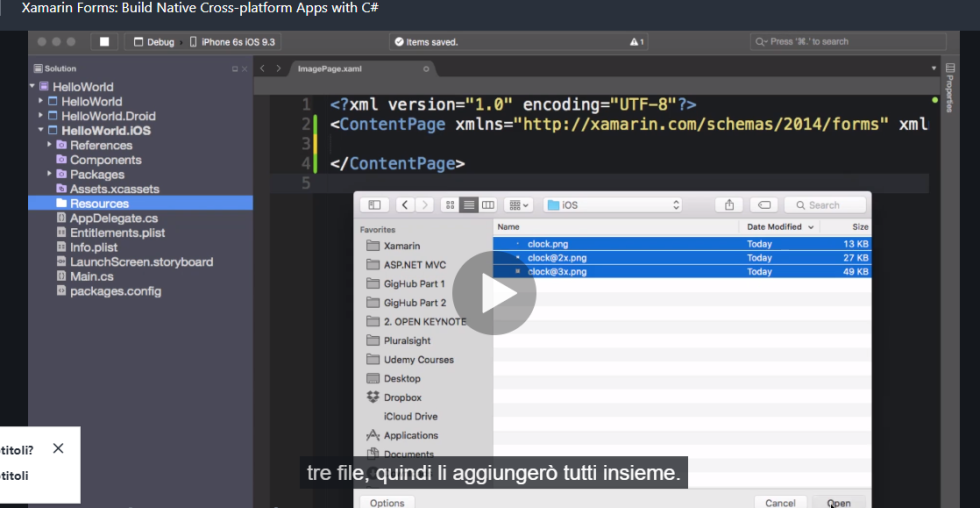 Xamarin Forms: Build Native Cross-platform Apps with C#
Debug
iPhone 6s iOS 9.3
Items saved.
1
Press '⌘.' to search
Solution
ImagePage.xaml
Properties
HelloWorld
HelloWorld
HelloWorld.Droid
HelloWorld.iOS
References
Components
Packages
Assets.xcassets
Resources
AppDelegate.cs
Entitlements.plist
Info.plist
LaunchScreen.storyboard
Main.cs
packages.config
1 <?xml version="1.0" encoding="UTF-8"?>
2 <ContentPage xmlns="http://xamarin.com/schemas/2014/forms" xml
3
4 </ContentPage>
5
iOS
Search
Favorites
Xamarin
ASP.NET MVC
GigHub Part 1
GigHub Part 2
2. OPEN KEYNOTE
Pluralsight
Udemy Courses
Desktop
Dropbox
iCloud Drive
Applications
Documents
Name Date Modified Size
clock.png Today 13 KB
clock@2x.png Today 27 KB
clock@3x.png Today 49 KB
titoli?
titoli
tre file, quindi li aggiungerò tutti insieme.
Options
Cancel
Open